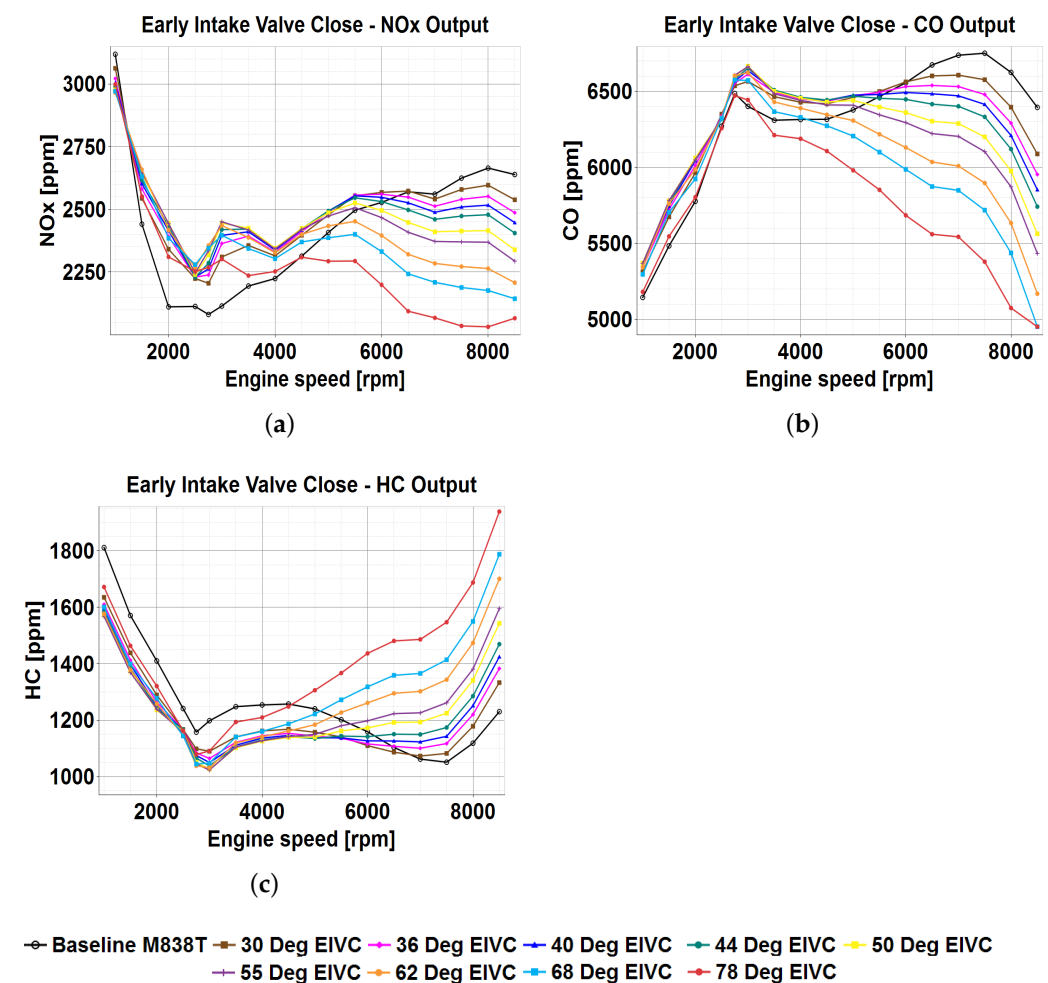 Early Intake Valve Close - NOx Output
NOx [ppm]
3000
2750
2500
2250
2000
4000
6000
8000
Engine speed [rpm]
(a)
Early Intake Valve Close - CO Output
CO [ppm]
6500
6000
5500
5000
2000
4000
6000
8000
Engine speed [rpm]
(b)
Early Intake Valve Close - HC Output
HC [ppm]
1800
1600
1400
1200
1000
2000
4000
6000
8000
Engine speed [rpm]
(c)
Baseline M838T 30 Deg EIVC 36 Deg EIVC 40 Deg EIVC 44 Deg EIVC 50 Deg EIVC
55 Deg EIVC 62 Deg EIVC 68 Deg EIVC 78 Deg EIVC